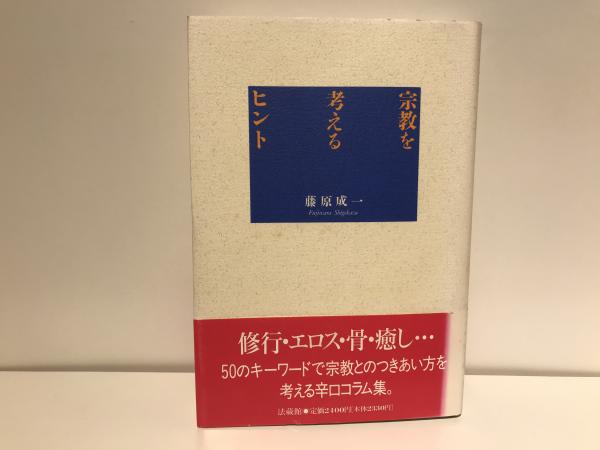 宗教を
考える
ヒント
藤原成一
Fujiwara Shigekazu
修行・エロス・骨・癒し…
50のキーワードで宗教とのつきあい方を
考える辛口コラム集。
法蔵館●定価2400円[本体2330円]